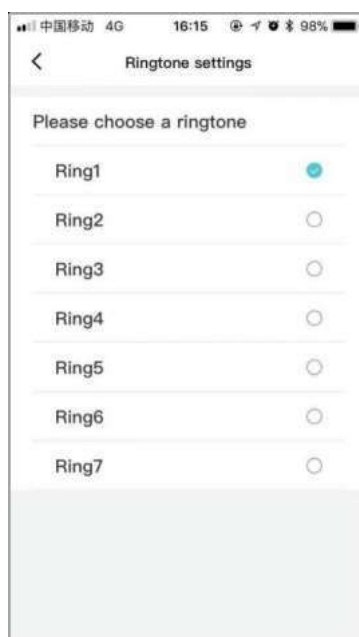 中国移动 4G 16:15 98%
Ringtone settings
Please choose a ringtone
Ring1
Ring2
Ring3
Ring4
Ring5
Ring6
Ring7